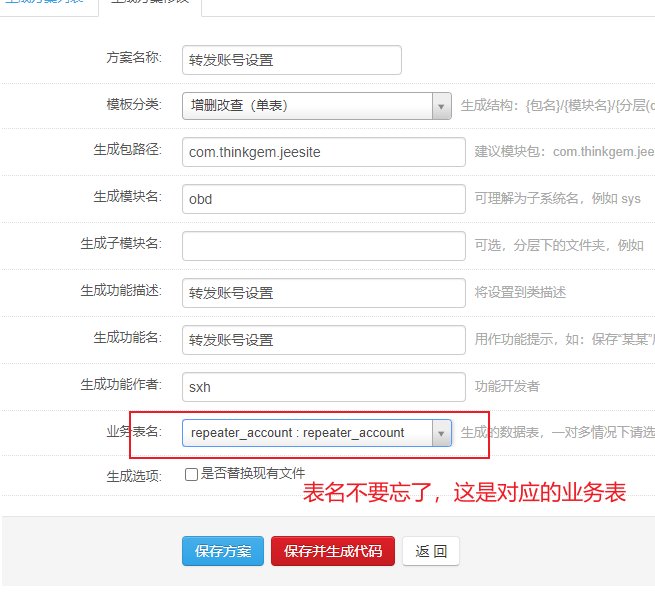 生成方案列表 生成方案修改
方案名称: 转发账号设置
模板分类: 增删改查（单表） 生成结构：{包名}/{模块名}/{分层(
生成包路径: com.thinkgem.jeesite 建议模块包：com.thinkgem.jee
生成模块名: obd 可理解为子系统名，例如 sys
生成子模块名: 可选，分层下的文件夹，例如
生成功能描述: 转发账号设置 将设置到类描述
生成功能名: 转发账号设置 用作功能提示，如：保存“某某”
生成功能作者: sxh 功能开发者
业务表名: repeater_account : repeater_account 生成的数据表，一对多情况下请选
生成选项: 是否替换现有文件
表名不要忘了，这是对应的业务表
保存方案 保存并生成代码 返 回